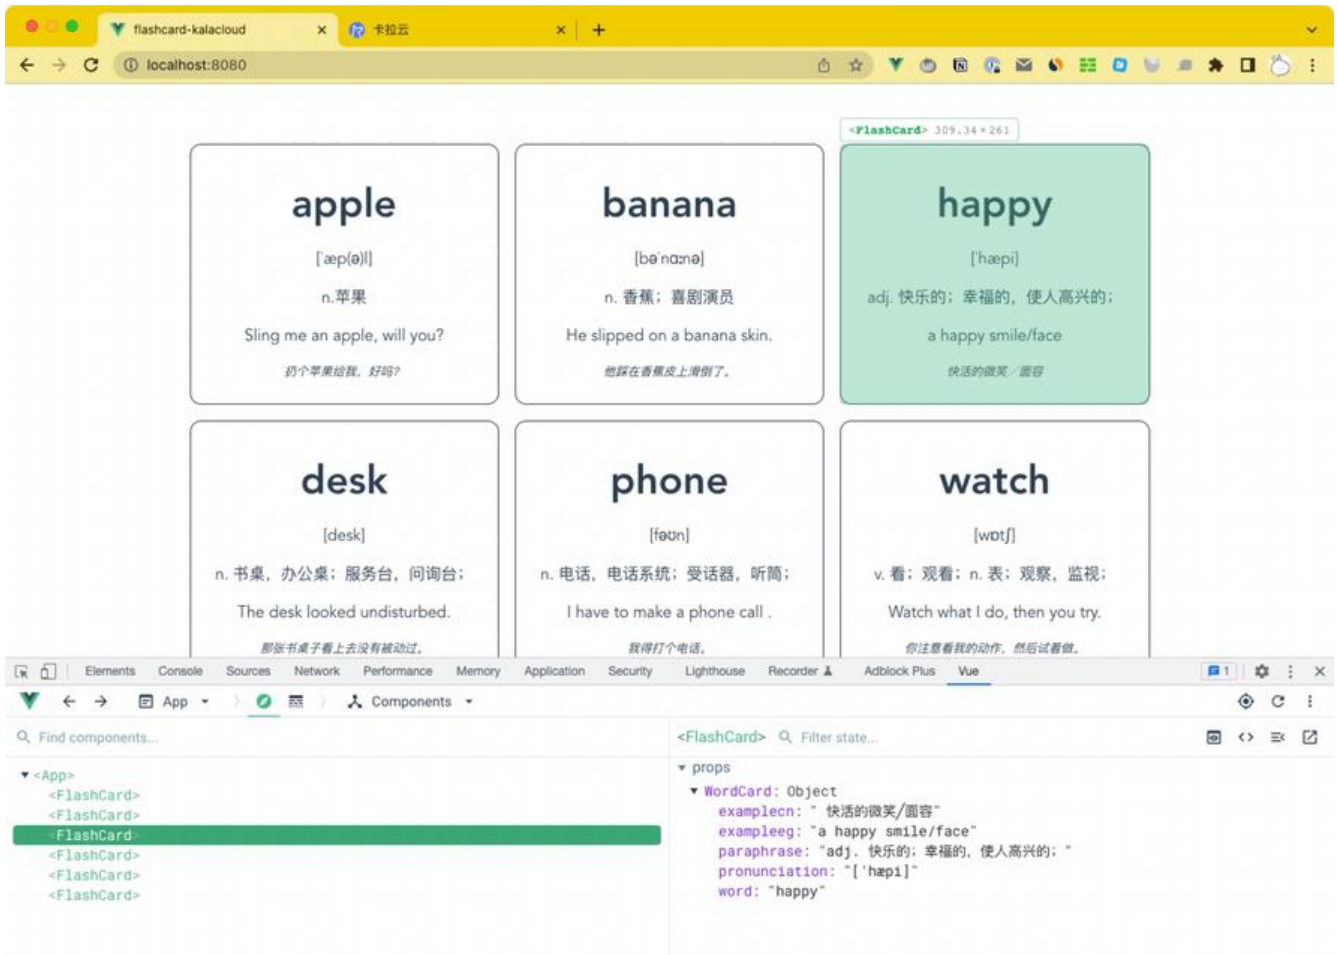 flashcard-kalacloud
卡拉云
localhost:8080
<FlashCard> 309.34 × 261
apple
banana
happy
[ˈæp(ə)l]
[bəˈnɑːnə]
[ˈhæpi]
n.苹果
n. 香蕉；喜剧演员
adj. 快乐的；幸福的，使人高兴的；
Sling me an apple, will you?
He slipped on a banana skin.
a happy smile/face
扔个苹果给我，好吗？
他踩在香蕉皮上滑倒了。
快活的微笑／面容
desk
phone
watch
[desk]
[fəʊn]
[wɒtʃ]
n. 书桌，办公桌；服务台，问询台；
n. 电话，电话系统；受话器，听筒；
v. 看；观看；n. 表；观察，监视；
The desk looked undisturbed.
I have to make a phone call .
Watch what I do, then you try.
那张书桌子看上去没有被动过。
我得打个电话。
你注意看我的动作，然后试着做。
Elements Console Sources Network Performance Memory Application Security Lighthouse Recorder Adblock Plus Vue 1
App Components
Find components...
<FlashCard> Filter state...
<App>
<FlashCard>
<FlashCard>
<FlashCard>
<FlashCard>
<FlashCard>
<FlashCard>
props
WordCard: Object
examplecn: " 快活的微笑/面容"
exampleeg: "a happy smile/face"
paraphrase: "adj. 快乐的；幸福的，使人高兴的；"
pronunciation: "[ˈhæpi]"
word: "happy"